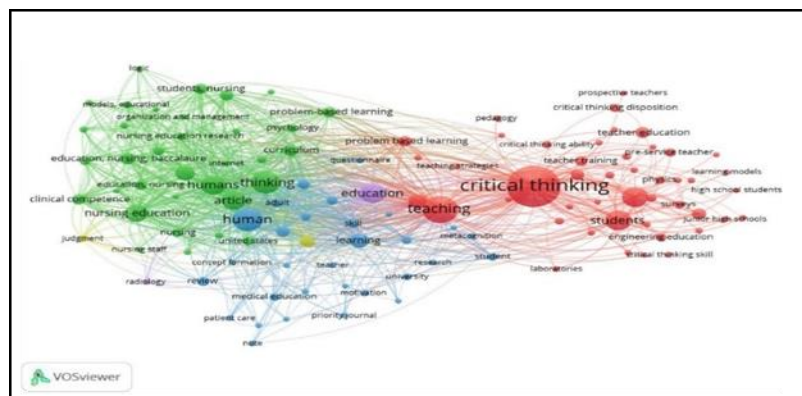 logic
students, nursing
prospective teachers
models, educational
critical thinking disposition
organization and management
problem-based learning
pedagogy
psychology
teacher education
nursing education research
problem based learning
critical thinking ability
curriculum
pre-service teacher
education, nursing, baccalaure
internet
questionnaire
teaching strategies
teacher training
physics
learning models
education, nursing
humans
thinking
critical thinking
high school students
clinical competence
article
adult
education
surveys
nursing education
human
teaching
students
junior high schools
skill
judgment
nursing
united states
learning
metacognition
engineering education
nursing staff
concept formation
teacher
research
student
critical thinking skill
radiology
review
medical education
university
laboratories
motivation
patient care
priority journal
note
VOSviewer